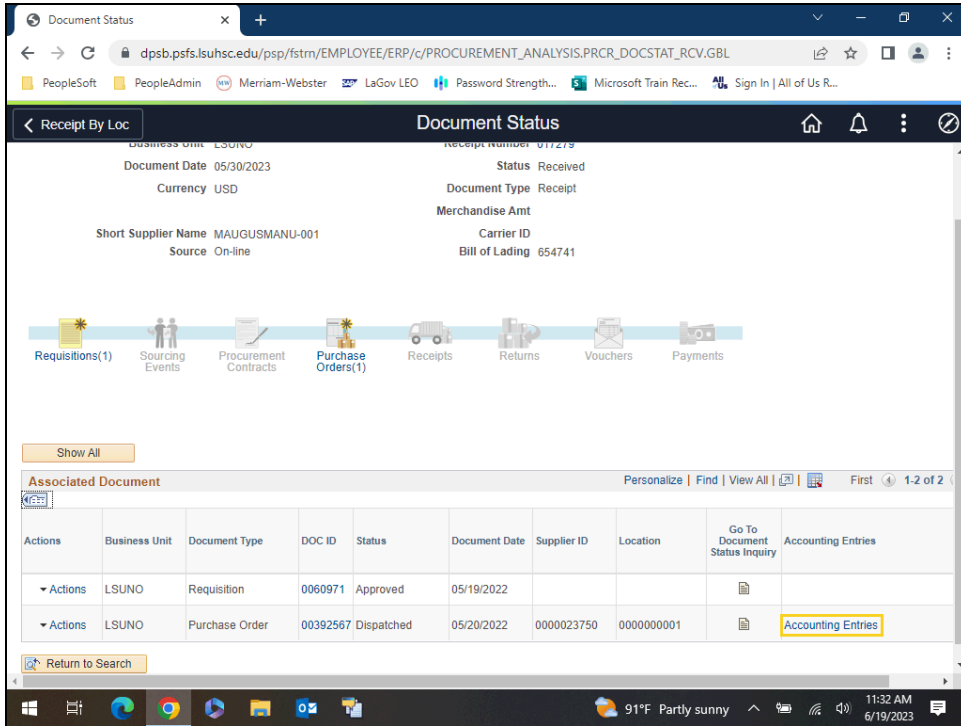 Document Status
dpsb.psfs.lsuhsc.edu/psp/fstrn/EMPLOYEE/ERP/c/PROCUREMENT_ANALYSIS.PRCR_DOCSTAT_RCV.GBL
PeopleSoft PeopleAdmin Merriam-Webster LaGov LEO Password Strength... Microsoft Train Rec... Sign In | All of Us R...
Receipt By Loc Document Status
Business Unit LSUNO Receipt Number 017279
Document Date 05/30/2023 Status Received
Currency USD Document Type Receipt
Merchandise Amt
Short Supplier Name MAUGUSMANU-001 Carrier ID
Source On-line Bill of Lading 654741
Requisitions(1) Sourcing Events Procurement Contracts Purchase Orders(1) Receipts Returns Vouchers Payments
Show All
Associated Document Personalize | Find | View All | First 1-2 of 2
Actions Business Unit Document Type DOC ID Status Document Date Supplier ID Location Go To Document Status Inquiry Accounting Entries
Actions LSUNO Requisition 0060971 Approved 05/19/2022
Actions LSUNO Purchase Order 00392567 Dispatched 05/20/2022 0000023750 0000000001 Accounting Entries
Return to Search
91°F Partly sunny 11:32 AM
6/19/2023